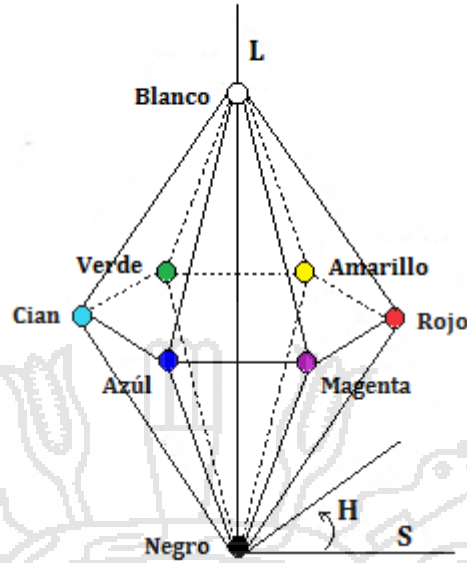 L
Blanco
Verde
Amarillo
Cian
Rojo
Azúl
Magenta
H
S
Negro